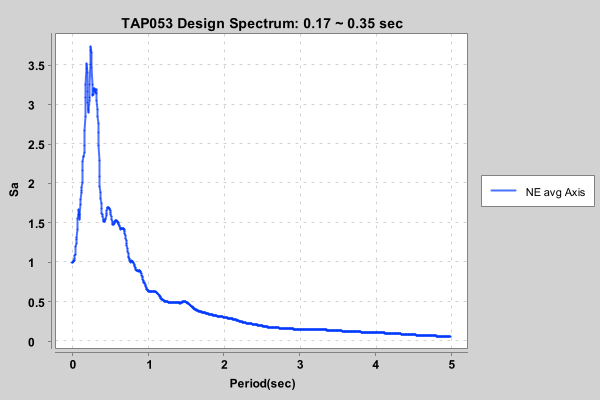 TAP053 Design Spectrum: 0.17 ~ 0.35 sec
3.5
3
2.5
2
1.5
1
0.5
0
Sa
0 1 2 3 4 5
Period(sec)
NE avg Axis